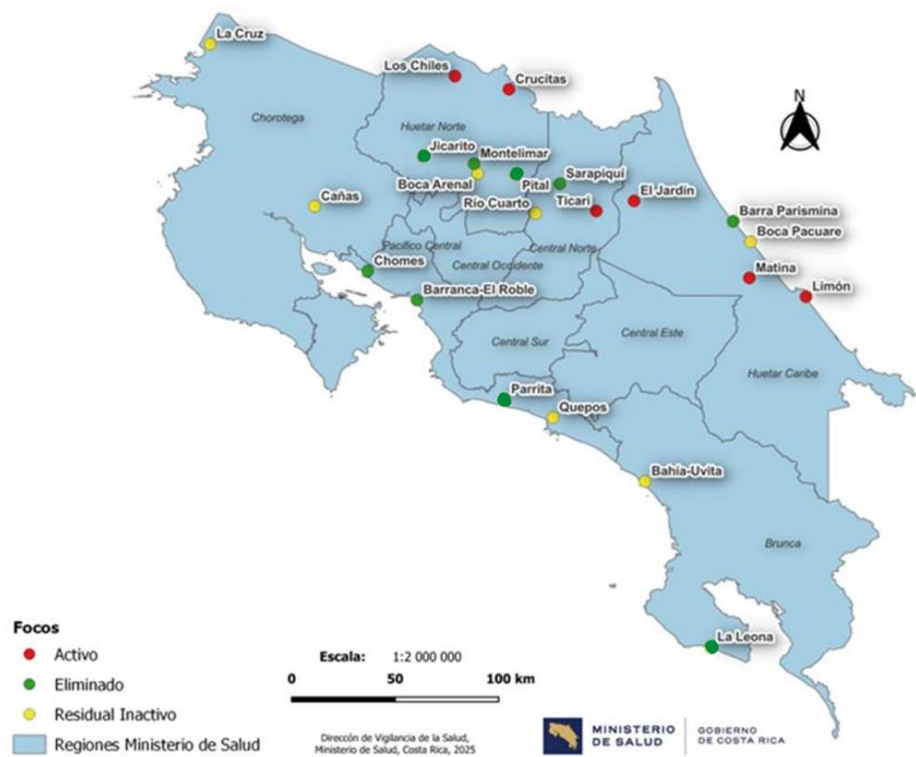 La Cruz
Los Chiles
Crucitas
N
Chorotega
Huetar Norte
Jicarito
Montelimar
Boca Arenal
Pital
Sarapiquí
Cañas
Río Cuarto
Ticari
El Jardín
Barra Parismina
Boca Pacuare
Pacifico Central
Central Norte
Chomes
Central Occidente
Matina
Limón
Barranca-El Roble
Central Sur
Central Este
Huetar Caribe
Parrita
Quepos
Bahía-Uvita
Brunca
La Leona
Focos
Activo
Eliminado
Residual Inactivo
Regiones Ministerio de Salud
Escala: 1:2 000 000
0 50 100 km
Direccón de Vigilancia de la Salud,
Ministerio de Salud, Costa Rica, 2025
MINISTERIO
DE SALUD
GOBIERNO
DE COSTA RICA